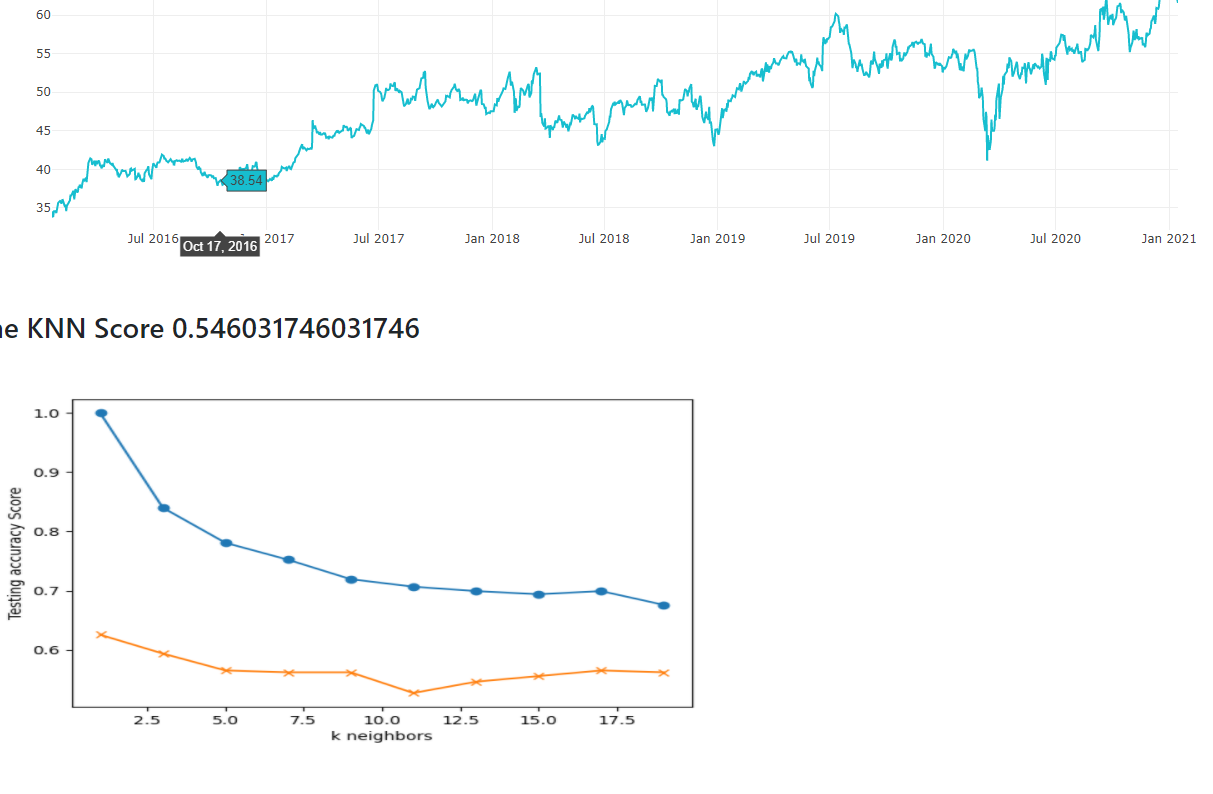 60
55
50
45
40
38.54
35
Jul 2016
2017
Jul 2017
Jan 2018
Jul 2018
Jan 2019
Jul 2019
Jan 2020
Jul 2020
Jan 2021
Oct 17, 2016
KNN Score 0.546031746031746
1.0
0.9
0.8
0.7
0.6
Testing accuracy Score
2.5
5.0
7.5
10.0
12.5
15.0
17.5
k neighbors